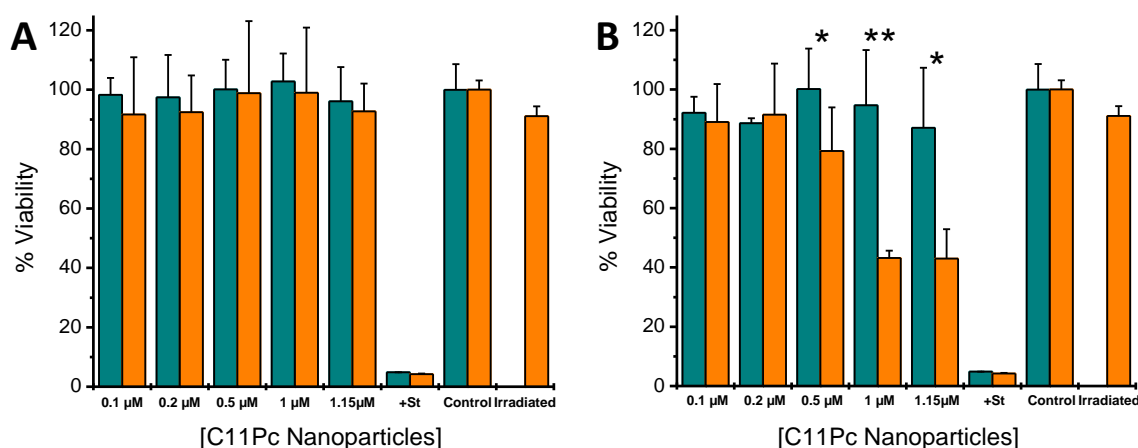 A
% Viability
120
100
80
60
40
20
0
0.1 µM 0.2 µM 0.5 µM 1 µM 1.15µM +St Control Irradiated
[C11Pc Nanoparticles]
B
% Viability
120
100
80
60
40
20
0
* ** *
0.1 µM 0.2 µM 0.5 µM 1 µM 1.15µM +St Control Irradiated
[C11Pc Nanoparticles]